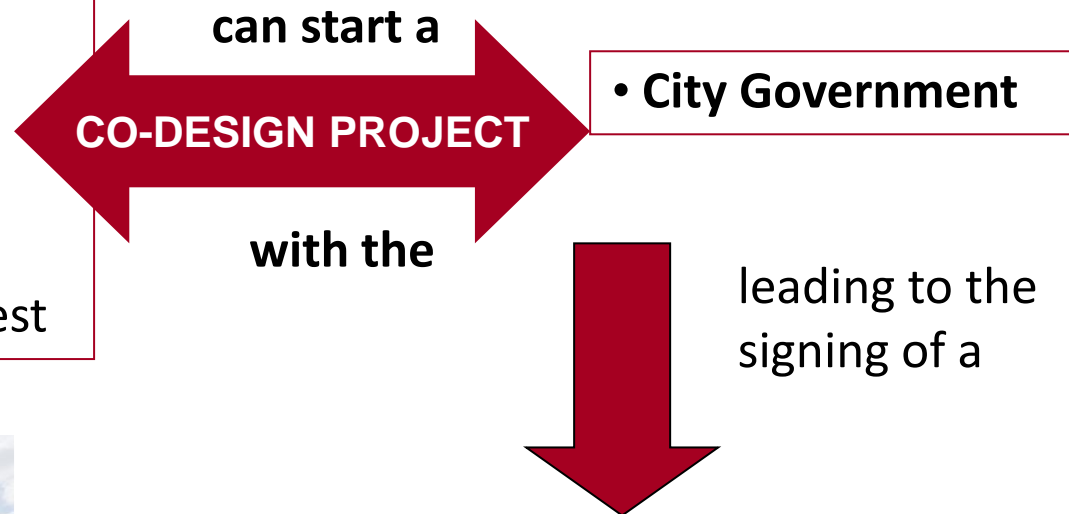 can start a
CO-DESIGN PROJECT
• City Government
with the
leading to the
signing of a